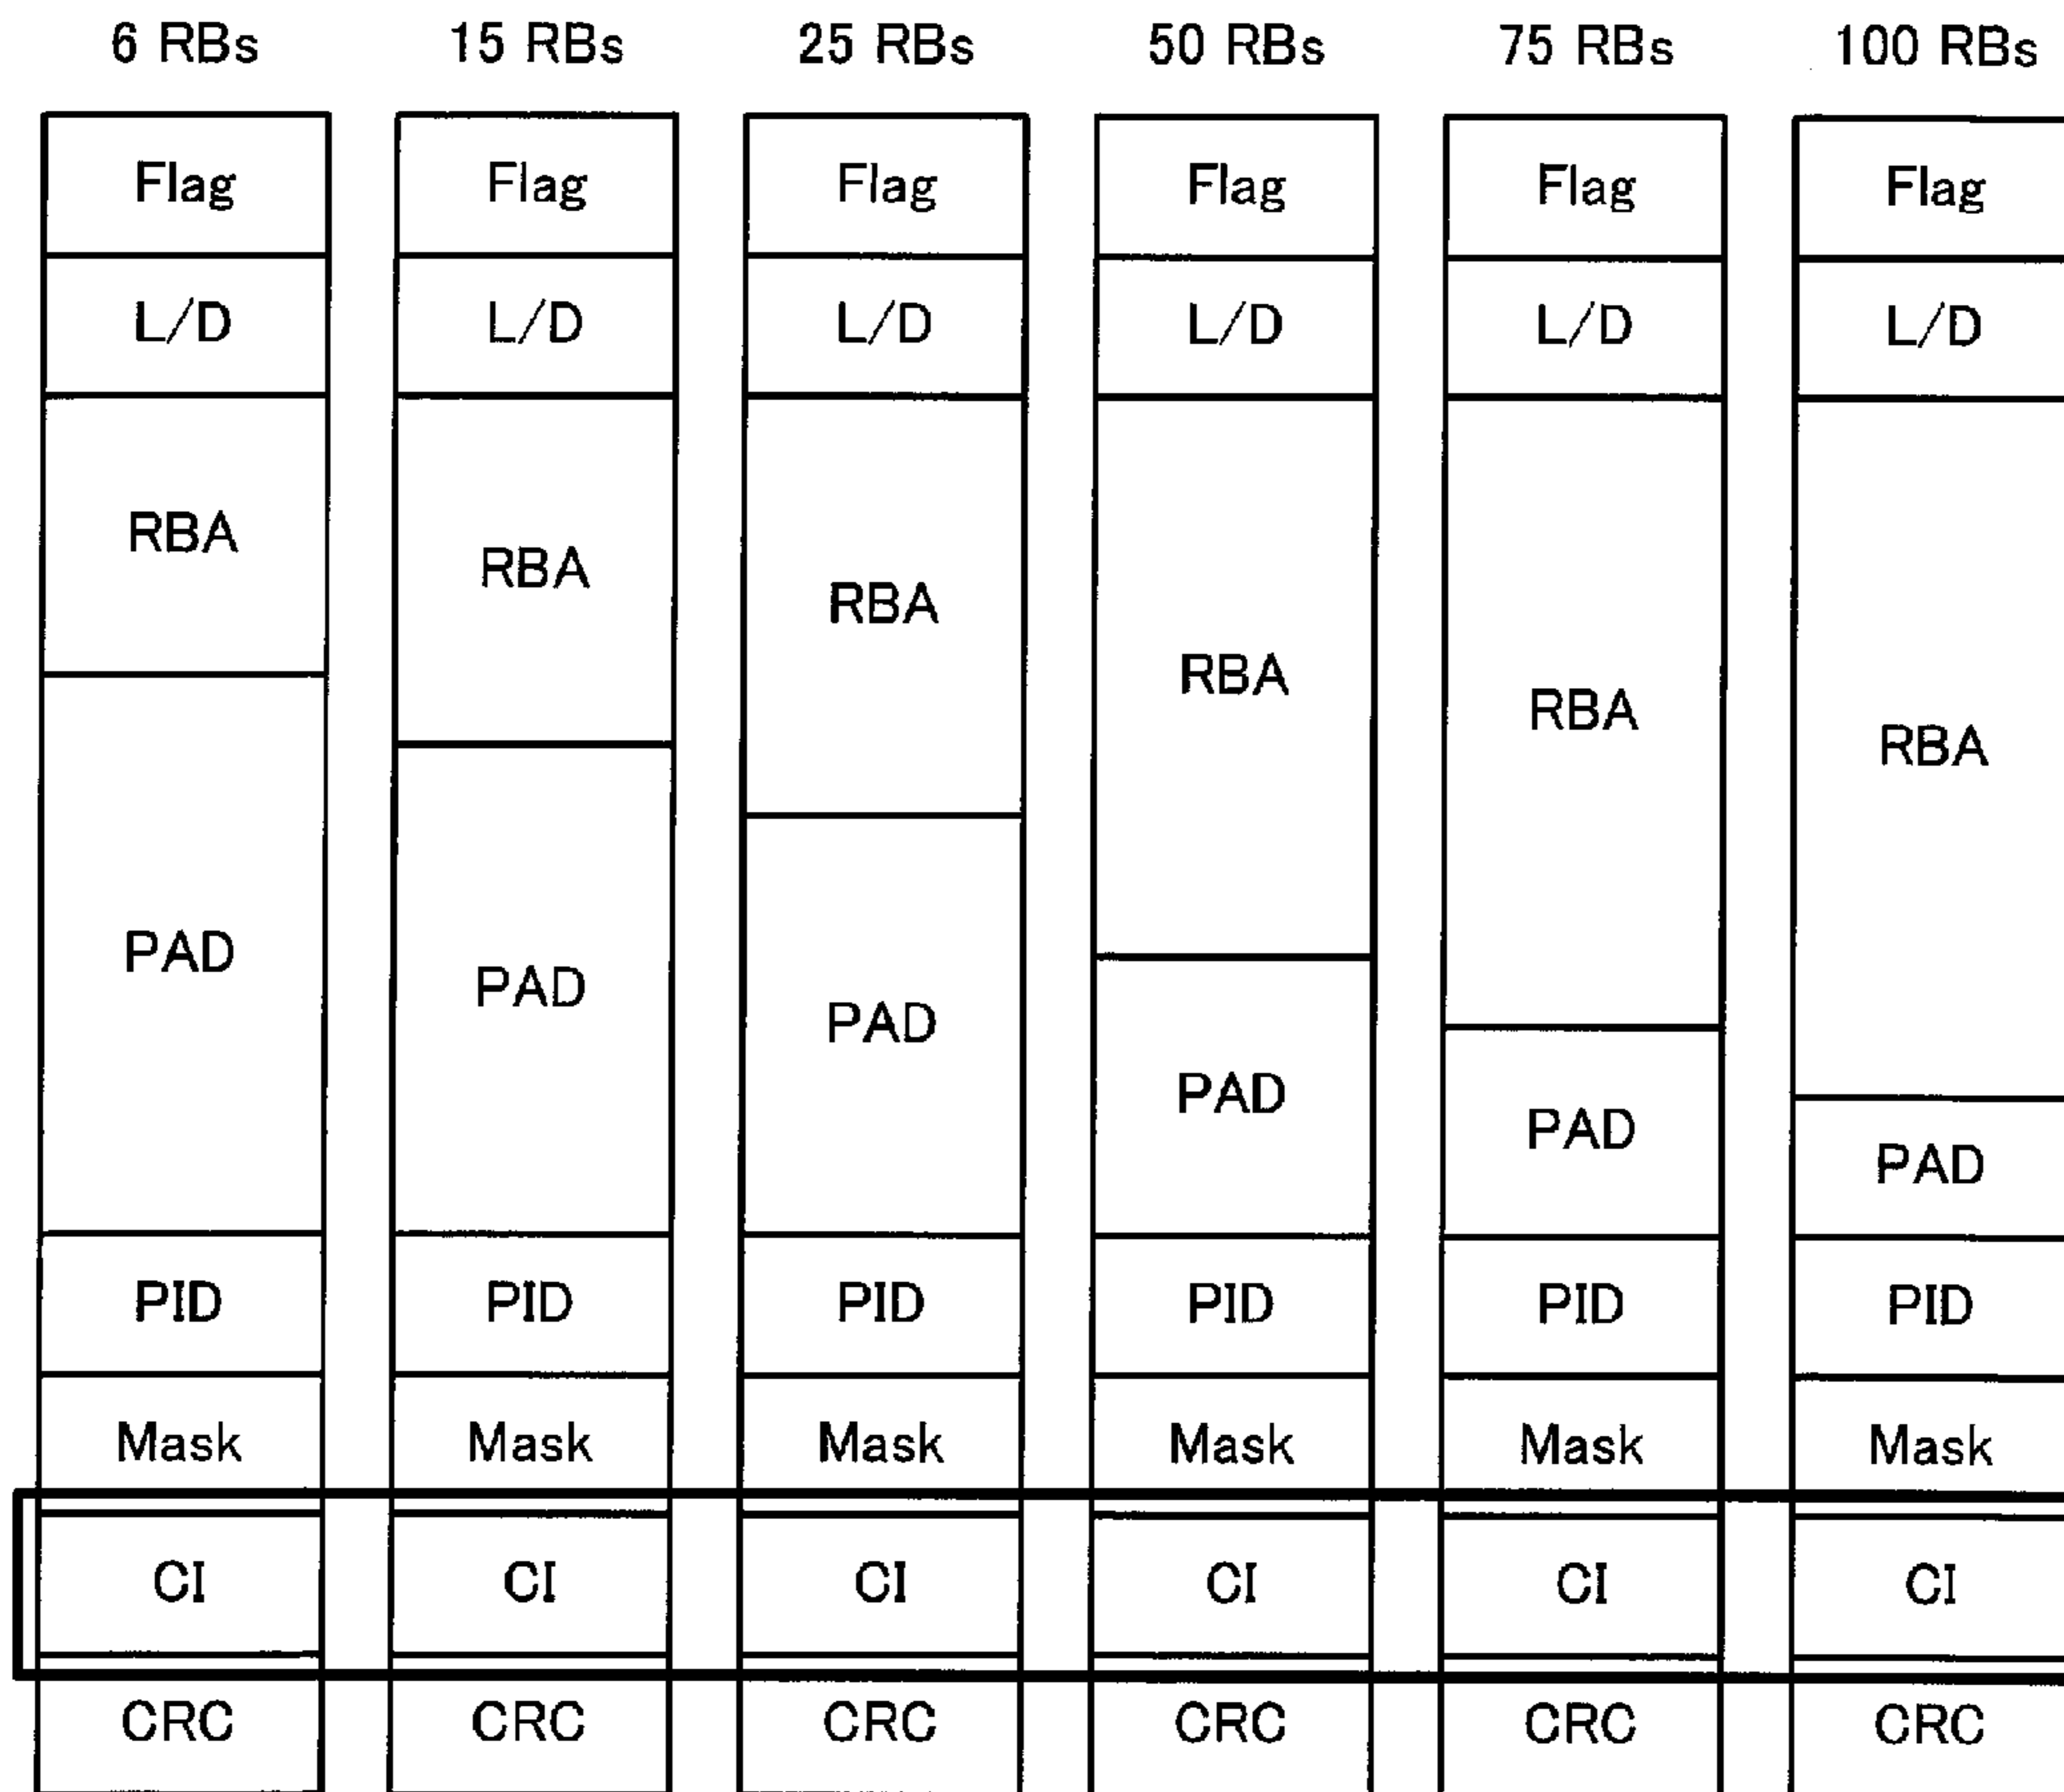 6 RBs 15 RBs 25 RBs 50 RBs 75 RBs 100 RBs
Flag Flag Flag Flag Flag Flag
L/D L/D L/D L/D L/D L/D
RBA RBA RBA RBA RBA RBA
PAD PAD PAD PAD PAD PAD
PID PID PID PID PID PID
Mask Mask Mask Mask Mask Mask
CI CI CI CI CI CI
CRC CRC CRC CRC CRC CRC